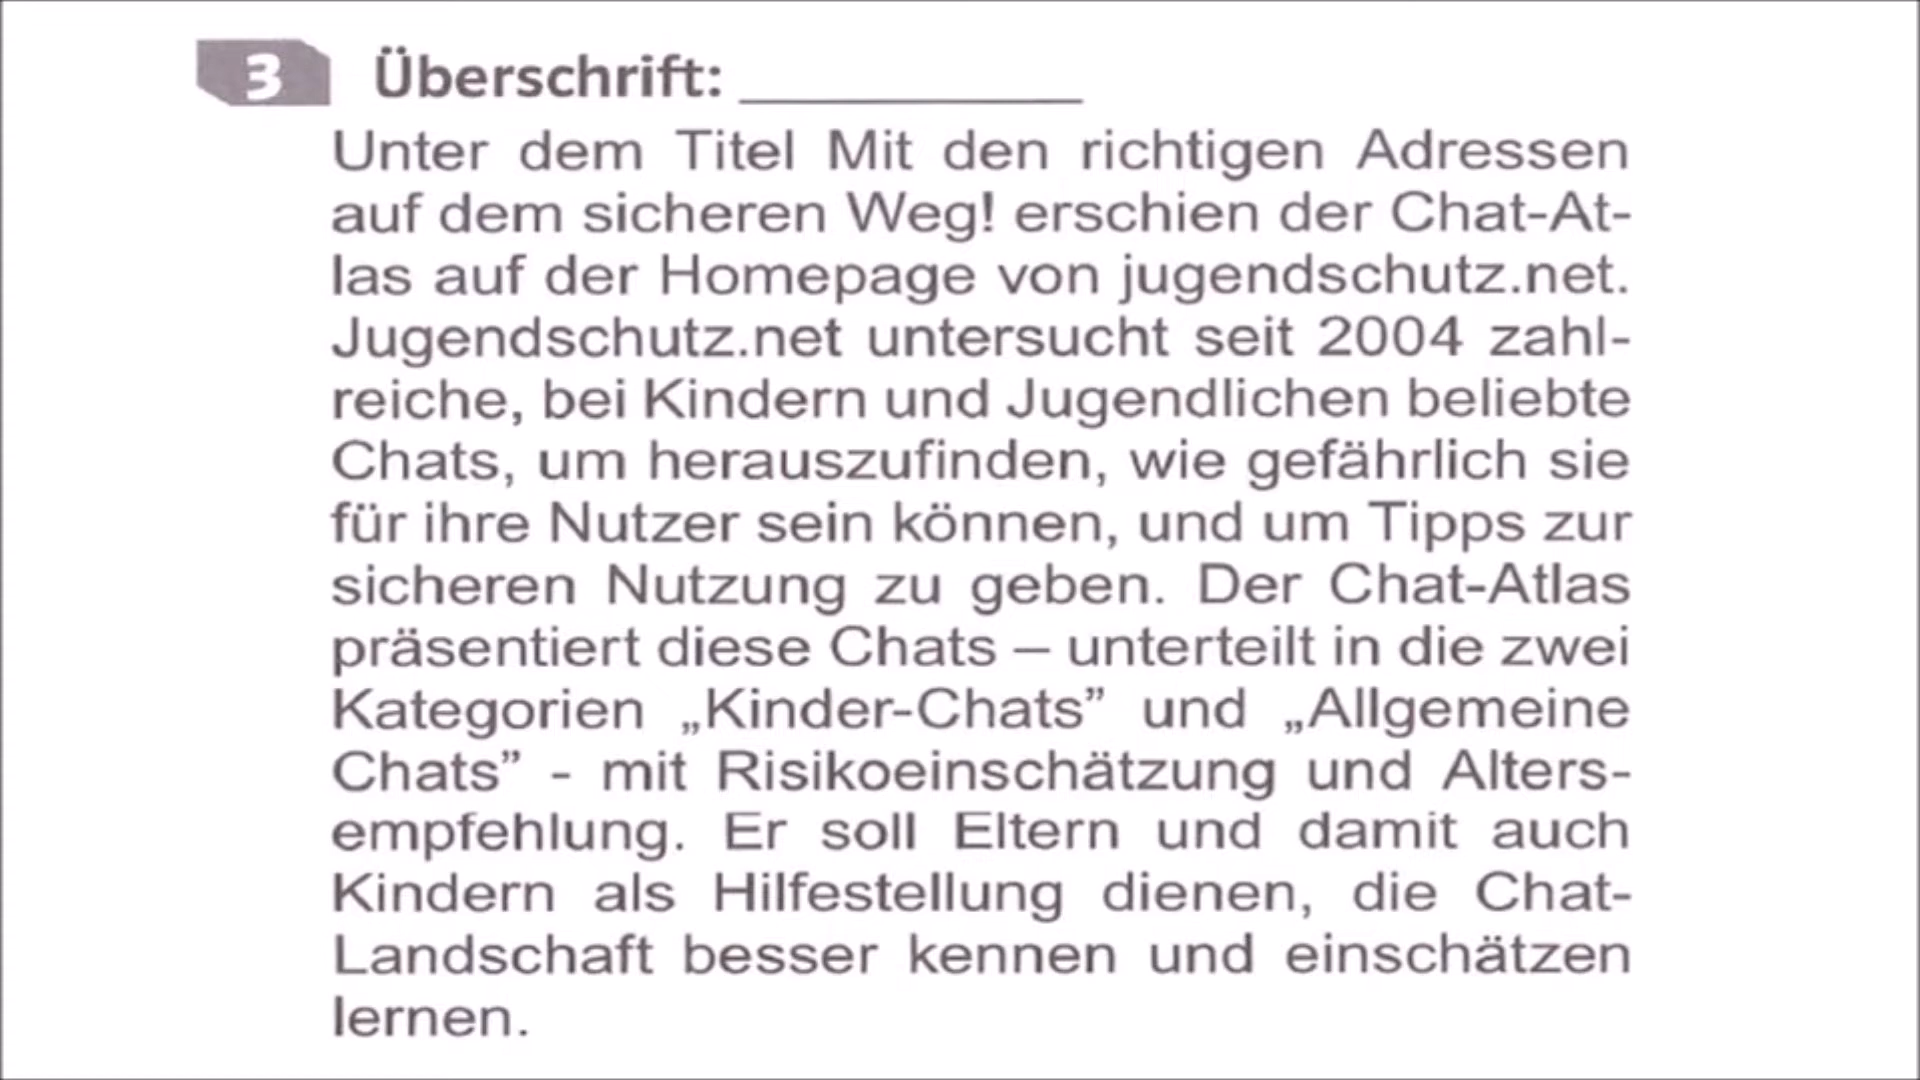 3 Überschrift: ____________
Unter dem Titel Mit den richtigen Adressen
auf dem sicheren Weg! erschien der Chat-At-
las auf der Homepage von jugendschutz.net.
Jugendschutz.net untersucht seit 2004 zahl-
reiche, bei Kindern und Jugendlichen beliebte
Chats, um herauszufinden, wie gefährlich sie
für ihre Nutzer sein können, und um Tipps zur
sicheren Nutzung zu geben. Der Chat-Atlas
präsentiert diese Chats – unterteilt in die zwei
Kategorien „Kinder-Chats” und „Allgemeine
Chats” - mit Risikoeinschätzung und Alters-
empfehlung. Er soll Eltern und damit auch
Kindern als Hilfestellung dienen, die Chat-
Landschaft besser kennen und einschätzen
lernen.